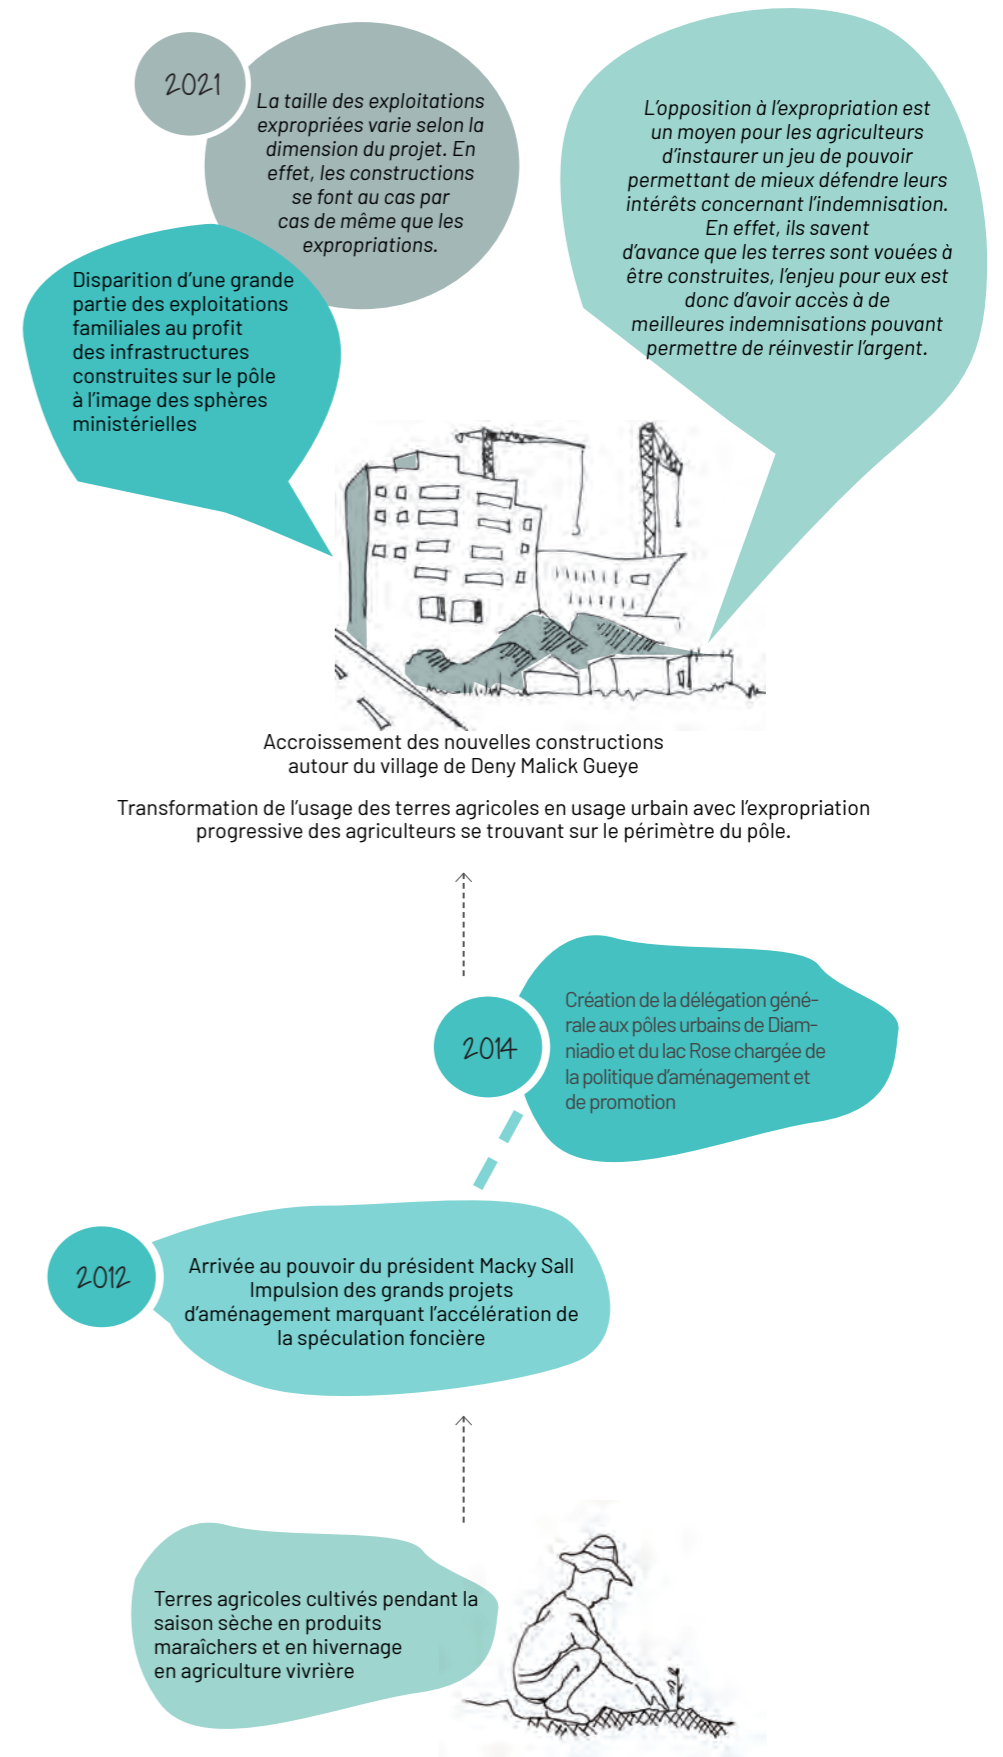 2021
La taille des exploitations
expropriées varie selon la
dimension du projet. En
effet, les constructions
se font au cas par
cas de même que les
expropriations.
L'opposition à l'expropriation est
un moyen pour les agriculteurs
d'instaurer un jeu de pouvoir
permettant de mieux défendre leurs
intérêts concernant l'indemnisation.
En effet, ils savent
d'avance que les terres sont vouées à
être construites, l'enjeu pour eux est
donc d'avoir accès à de
meilleures indemnisations pouvant
permettre de réinvestir l'argent.
Disparition d'une grande
partie des exploitations
familiales au profit
des infrastructures
construites sur le pôle
à l'image des sphères
ministérielles
Accroissement des nouvelles constructions
autour du village de Deny Malick Gueye
Transformation de l'usage des terres agricoles en usage urbain avec l'expropriation
progressive des agriculteurs se trouvant sur le périmètre du pôle.
2014
Création de la délégation géné-
rale aux pôles urbains de Diam-
niadio et du lac Rose chargée de
la politique d'aménagement et
de promotion
2012
Arrivée au pouvoir du président Macky Sall
Impulsion des grands projets
d'aménagement marquant l'accélération de
la spéculation foncière
Terres agricoles cultivés pendant la
saison sèche en produits
maraîchers et en hivernage
en agriculture vivrière